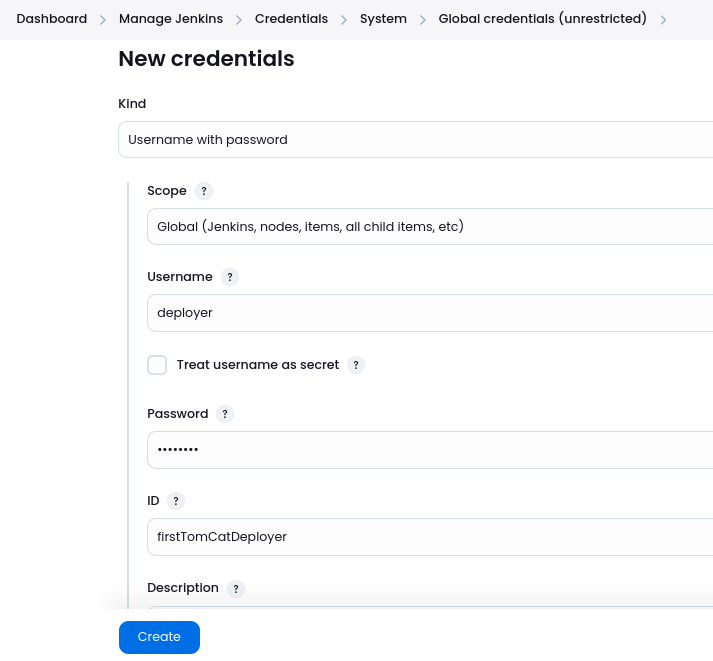 Dashboard > Manage Jenkins > Credentials > System > Global credentials (unrestricted) >
New credentials
Kind
Username with password
Scope ?
Global (Jenkins, nodes, items, all child items, etc)
Username ?
deployer
Treat username as secret ?
Password ?
••••••••
ID ?
firstTomCatDeployer
Description ?
Create